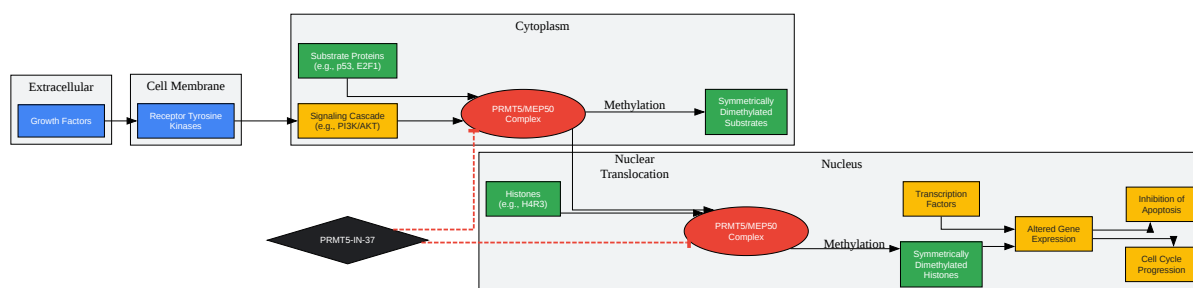 Cytoplasm
Substrate Proteins
(e.g., p53, E2F1)
Extracellular
Growth Factors
Cell Membrane
Receptor Tyrosine
Kinases
Signaling Cascade
(e.g., PI3K/AKT)
PRMT5/MEP50
Complex
Methylation
Symmetrically
Dimethylated
Substrates
Nuclear
Translocation
Nucleus
Histones
(e.g., H4R3)
PRMT5-IN-37
PRMT5/MEP50
Complex
Methylation
Symmetrically
Dimethylated
Histones
Transcription
Factors
Altered Gene
Expression
Inhibition of
Apoptosis
Cell Cycle
Progression